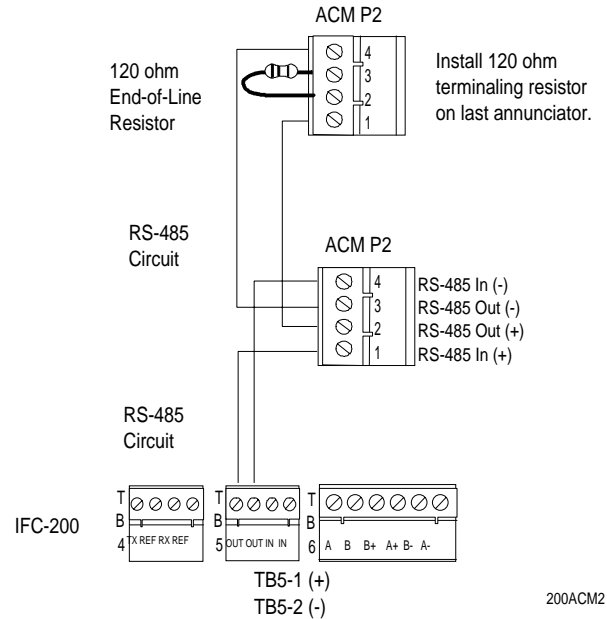 ACM P2
120 ohm
End-of-Line
Resistor
4
3
2
1
Install 120 ohm
terminaling resistor
on last annunciator.
RS-485
Circuit
ACM P2
4 RS-485 In (-)
3 RS-485 Out (-)
2 RS-485 Out (+)
1 RS-485 In (+)
RS-485
Circuit
IFC-200
TB4 TX REF RX REF
TB5 OUT OUT IN IN
TB6 A B B+ A+ B- A-
TB5-1 (+)
TB5-2 (-)
200ACM2